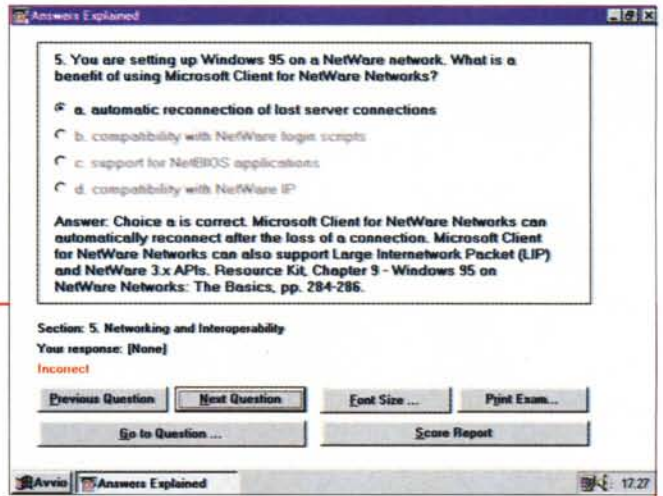 Answers Explained
5. You are setting up Windows 95 on a NetWare network. What is a
benefit of using Microsoft Client for NetWare Networks?
a. automatic reconnection of lost server connections
b. compatibility with NetWare login scripts
c. support for NetBIOS applications
d. compatibility with NetWare IP
Answer: Choice a is correct. Microsoft Client for NetWare Networks can
automatically reconnect after the loss of a connection. Microsoft Client
for NetWare Networks can also support Large Internetwork Packet (LIP)
and NetWare 3.x APIs. Resource Kit, Chapter 9 - Windows 95 on
NetWare Networks: The Basics, pp. 284-286.
Section: 5. Networking and Interoperability
Your response: [None]
Incorrect
Previous Question Next Question Font Size ... Print Exam...
Go to Question ... Score Report
Avvio Answers Explained 17.27